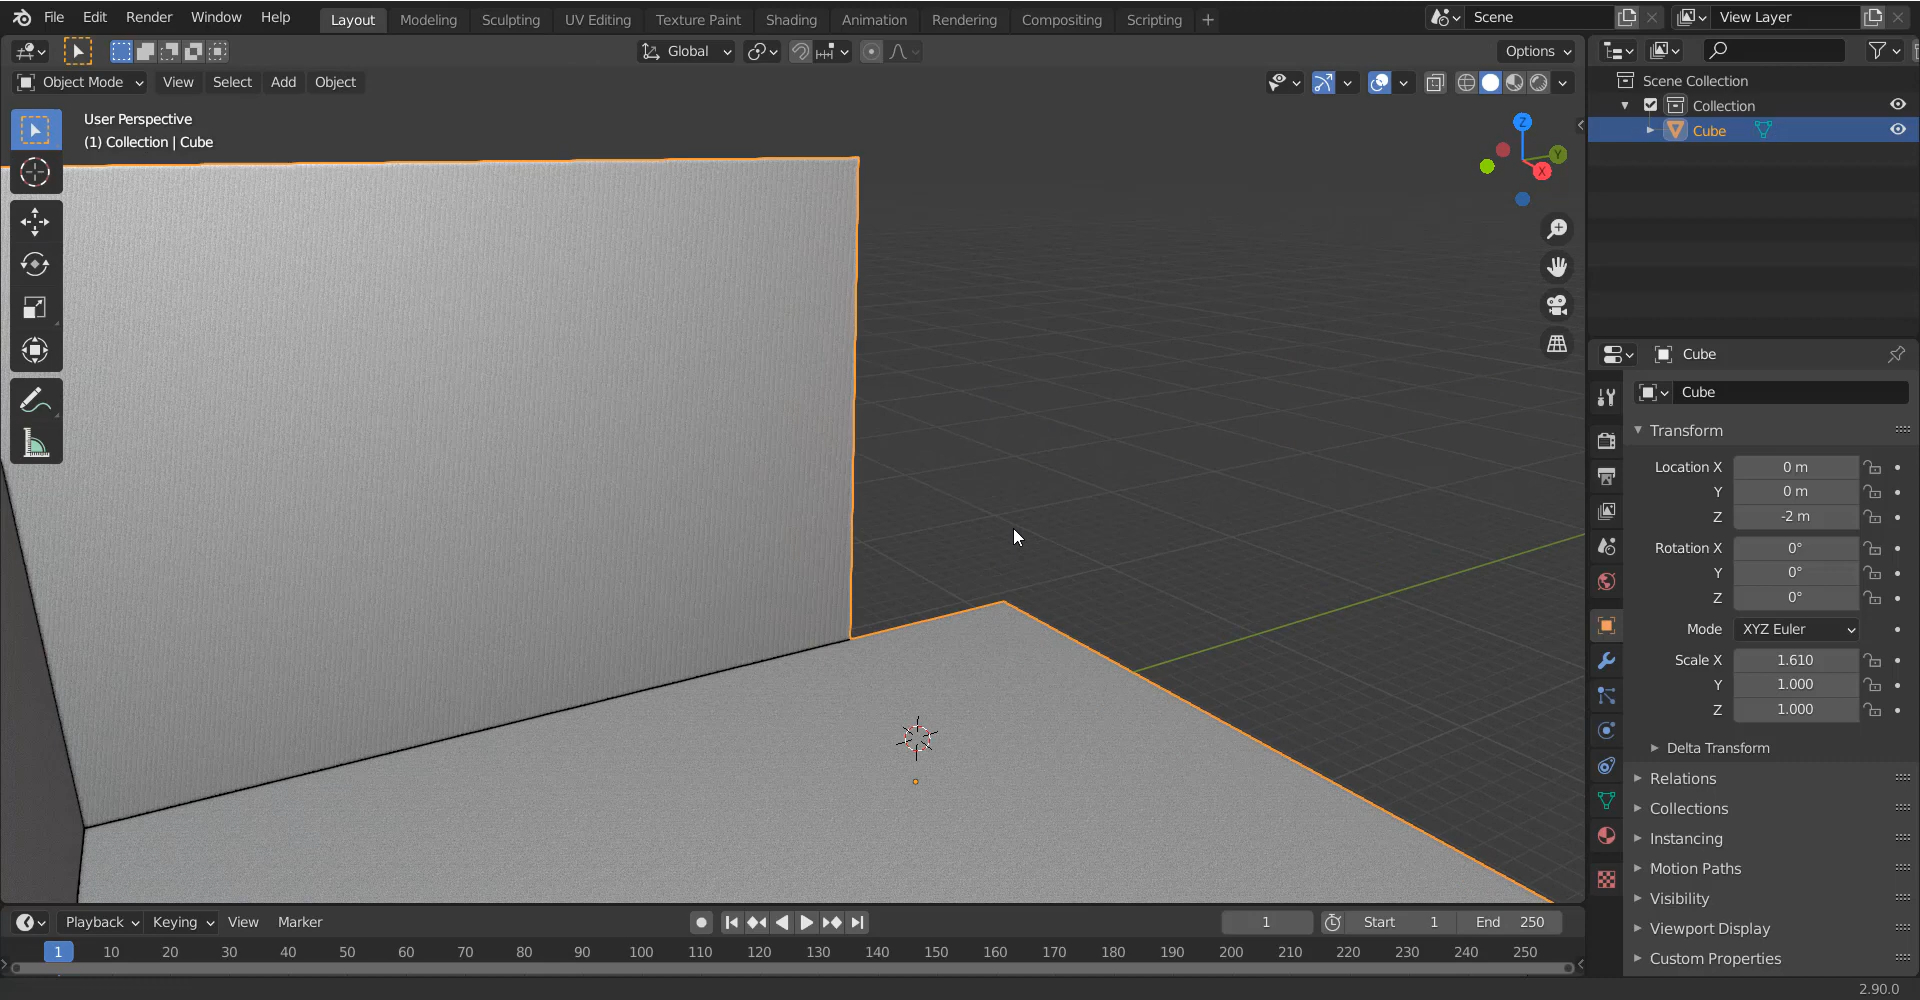 File Edit Render Window Help Layout Modeling Sculpting UV Editing Texture Paint Shading Animation Rendering Compositing Scripting + Scene View Layer
Global Options
Object Mode View Select Add Object
User Perspective
(1) Collection | Cube
Z
Y
X
Scene Collection
Collection
Cube
Cube
Cube
Transform
Location X 0 m
Y 0 m
Z -2 m
Rotation X 0°
Y 0°
Z 0°
Mode XYZ Euler
Scale X 1.610
Y 1.000
Z 1.000
Delta Transform
Relations
Collections
Instancing
Motion Paths
Visibility
Viewport Display
Custom Properties
Playback Keying View Marker 1 Start 1 End 250
1 10 20 30 40 50 60 70 80 90 100 110 120 130 140 150 160 170 180 190 200 210 220 230 240 250
2.90.0